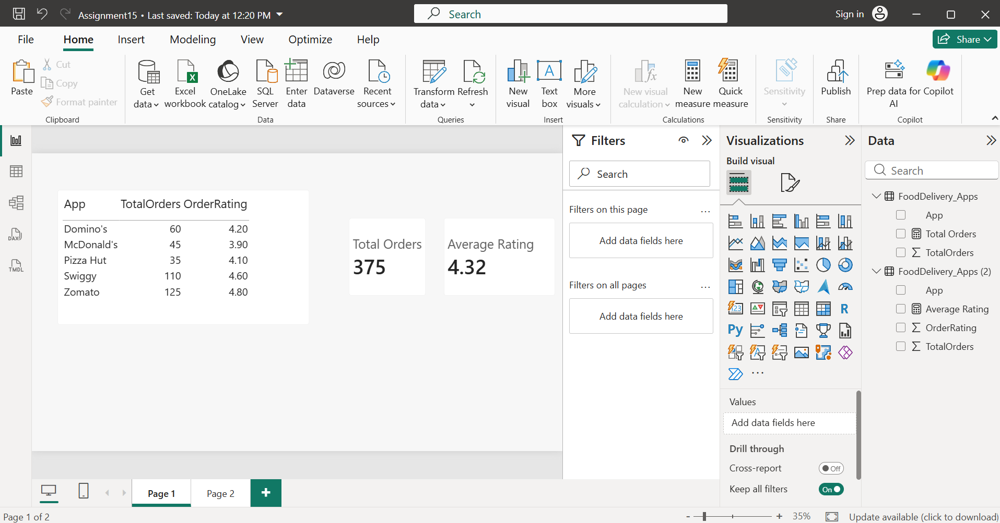 Assignment15 • Last saved: Today at 12:20 PM
Search
Sign in
File Home Insert Modeling View Optimize Help
Share
Paste
Cut
Copy
Format painter
Clipboard
Get data
Excel workbook
OneLake catalog
SQL Server
Enter data
Dataverse
Recent sources
Data
Transform data
Refresh
Queries
New visual
Text box
More visuals
Insert
New visual calculation
New measure
Quick measure
Calculations
Sensitivity
Sensitivity
Publish
Share
Prep data for AI
Copilot
Copilot
DAX
TMDL
App TotalOrders OrderRating
Domino's 60 4.20
McDonald's 45 3.90
Pizza Hut 35 4.10
Swiggy 110 4.60
Zomato 125 4.80
Total Orders
375
Average Rating
4.32
Filters
Search
Filters on this page ...
Add data fields here
Filters on all pages ...
Add data fields here
Visualizations
Build visual
123
R
Py
...
Values
Add data fields here
Drill through
Cross-report Off
Keep all filters On
Data
Search
FoodDelivery_Apps
App
Total Orders
∑ TotalOrders
FoodDelivery_Apps (2)
App
Average Rating
∑ OrderRating
∑ TotalOrders
Page 1
Page 2
+
Page 1 of 2
- + 35%
Update available (click to download)